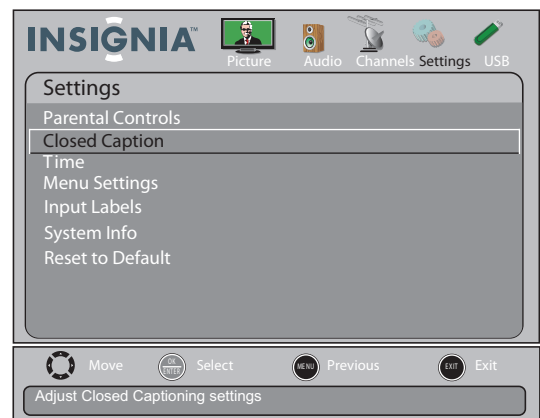 INSIGNIA™
Picture Audio Channels Settings USB
Settings
Parental Controls
Closed Caption
Time
Menu Settings
Input Labels
System Info
Reset to Default
Move OK ENTER Select MENU Previous EXIT Exit
Adjust Closed Captioning settings